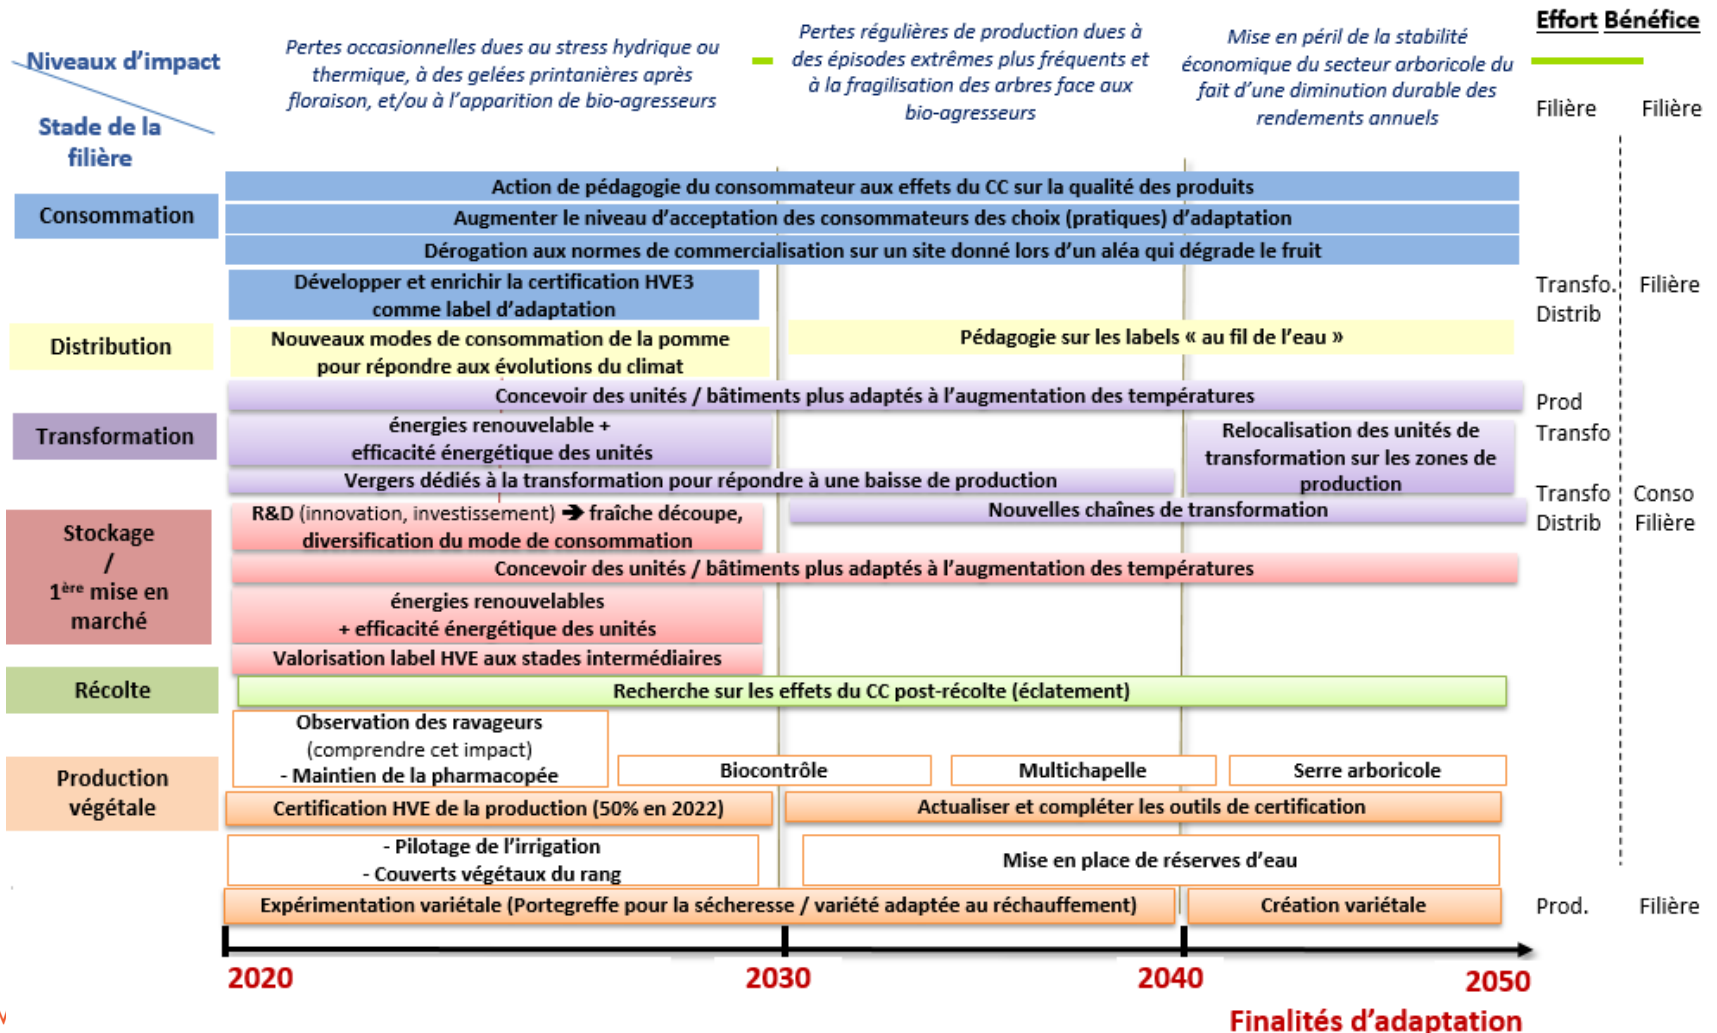 Effort Bénéfice
Niveaux d'impact
Stade de la
filière
Pertes occasionnelles dues au stress hydrique ou
thermique, à des gelées printanières après
floraison, et/ou à l'apparition de bio-agresseurs
Pertes régulières de production dues à
des épisodes extrêmes plus fréquents et
à la fragilisation des arbres face aux
bio-agresseurs
Mise en péril de la stabilité
économique du secteur arboricole du
fait d'une diminution durable des
rendements annuels
Filière Filière
Consommation
Action de pédagogie du consommateur aux effets du CC sur la qualité des produits
Augmenter le niveau d'acceptation des consommateurs des choix (pratiques) d'adaptation
Dérogation aux normes de commercialisation sur un site donné lors d'un aléa qui dégrade le fruit
Développer et enrichir la certification HVE3
comme label d'adaptation
Transfo. Filière
Distrib
Distribution
Nouveaux modes de consommation de la pomme
pour répondre aux évolutions du climat
Pédagogie sur les labels « au fil de l'eau »
Transformation
Concevoir des unités / bâtiments plus adaptés à l'augmentation des températures
énergies renouvelable +
efficacité énergétique des unités
Relocalisation des unités de
transformation sur les zones de
production
Vergers dédiés à la transformation pour répondre à une baisse de production
Nouvelles chaînes de transformation
Prod
Transfo
Transfo Conso
Distrib Filière
Stockage
/
1ère mise en
marché
R&D (innovation, investissement) ➔ fraîche découpe,
diversification du mode de consommation
Concevoir des unités / bâtiments plus adaptés à l'augmentation des températures
énergies renouvelables
+ efficacité énergétique des unités
Valorisation label HVE aux stades intermédiaires
Récolte
Recherche sur les effets du CC post-récolte (éclatement)
Production
végétale
Observation des ravageurs
(comprendre cet impact)
- Maintien de la pharmacopée
Biocontrôle
Multichapelle
Serre arboricole
Certification HVE de la production (50% en 2022)
Actualiser et compléter les outils de certification
- Pilotage de l'irrigation
- Couverts végétaux du rang
Mise en place de réserves d'eau
Expérimentation variétale (Portegreffe pour la sécheresse / variété adaptée au réchauffement)
Création variétale
Prod. Filière
2020 2030 2040 2050
Finalités d'adaptation